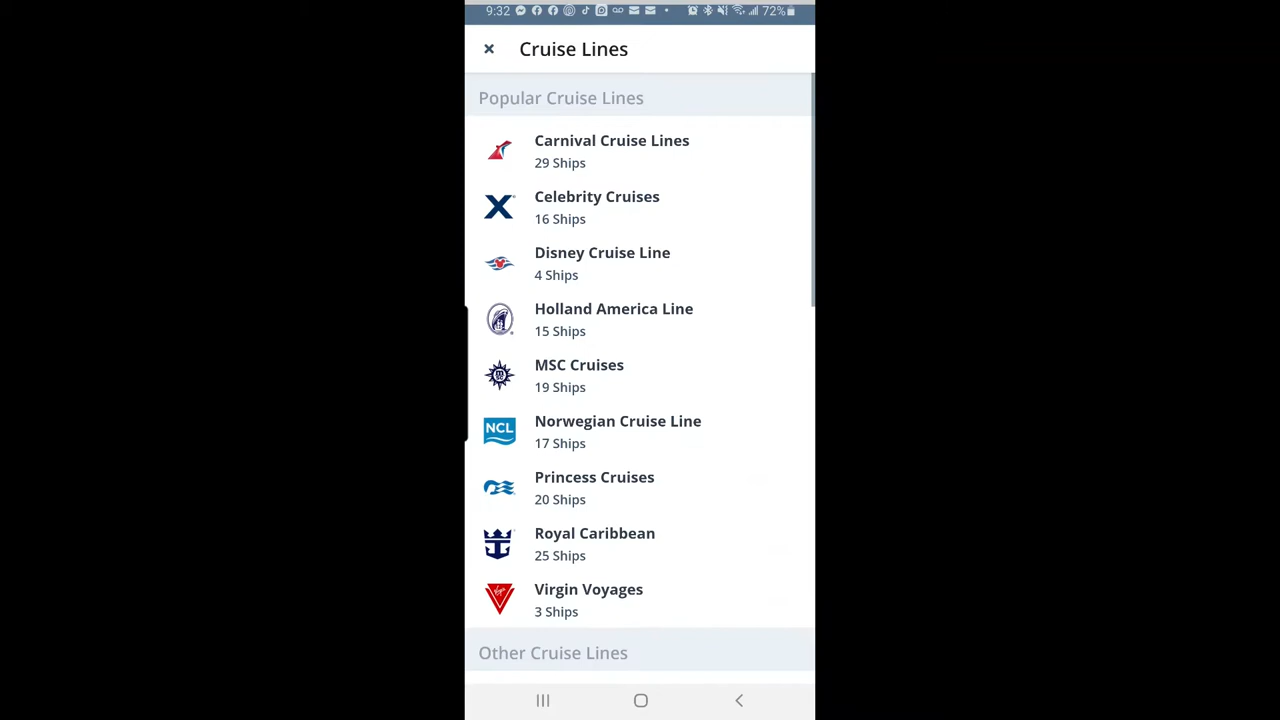 9:32
72%
Cruise Lines
Popular Cruise Lines
Carnival Cruise Lines
29 Ships
Celebrity Cruises
16 Ships
Disney Cruise Line
4 Ships
Holland America Line
15 Ships
MSC Cruises
19 Ships
NCL
Norwegian Cruise Line
17 Ships
Princess Cruises
20 Ships
Royal Caribbean
25 Ships
Virgin Voyages
3 Ships
Other Cruise Lines